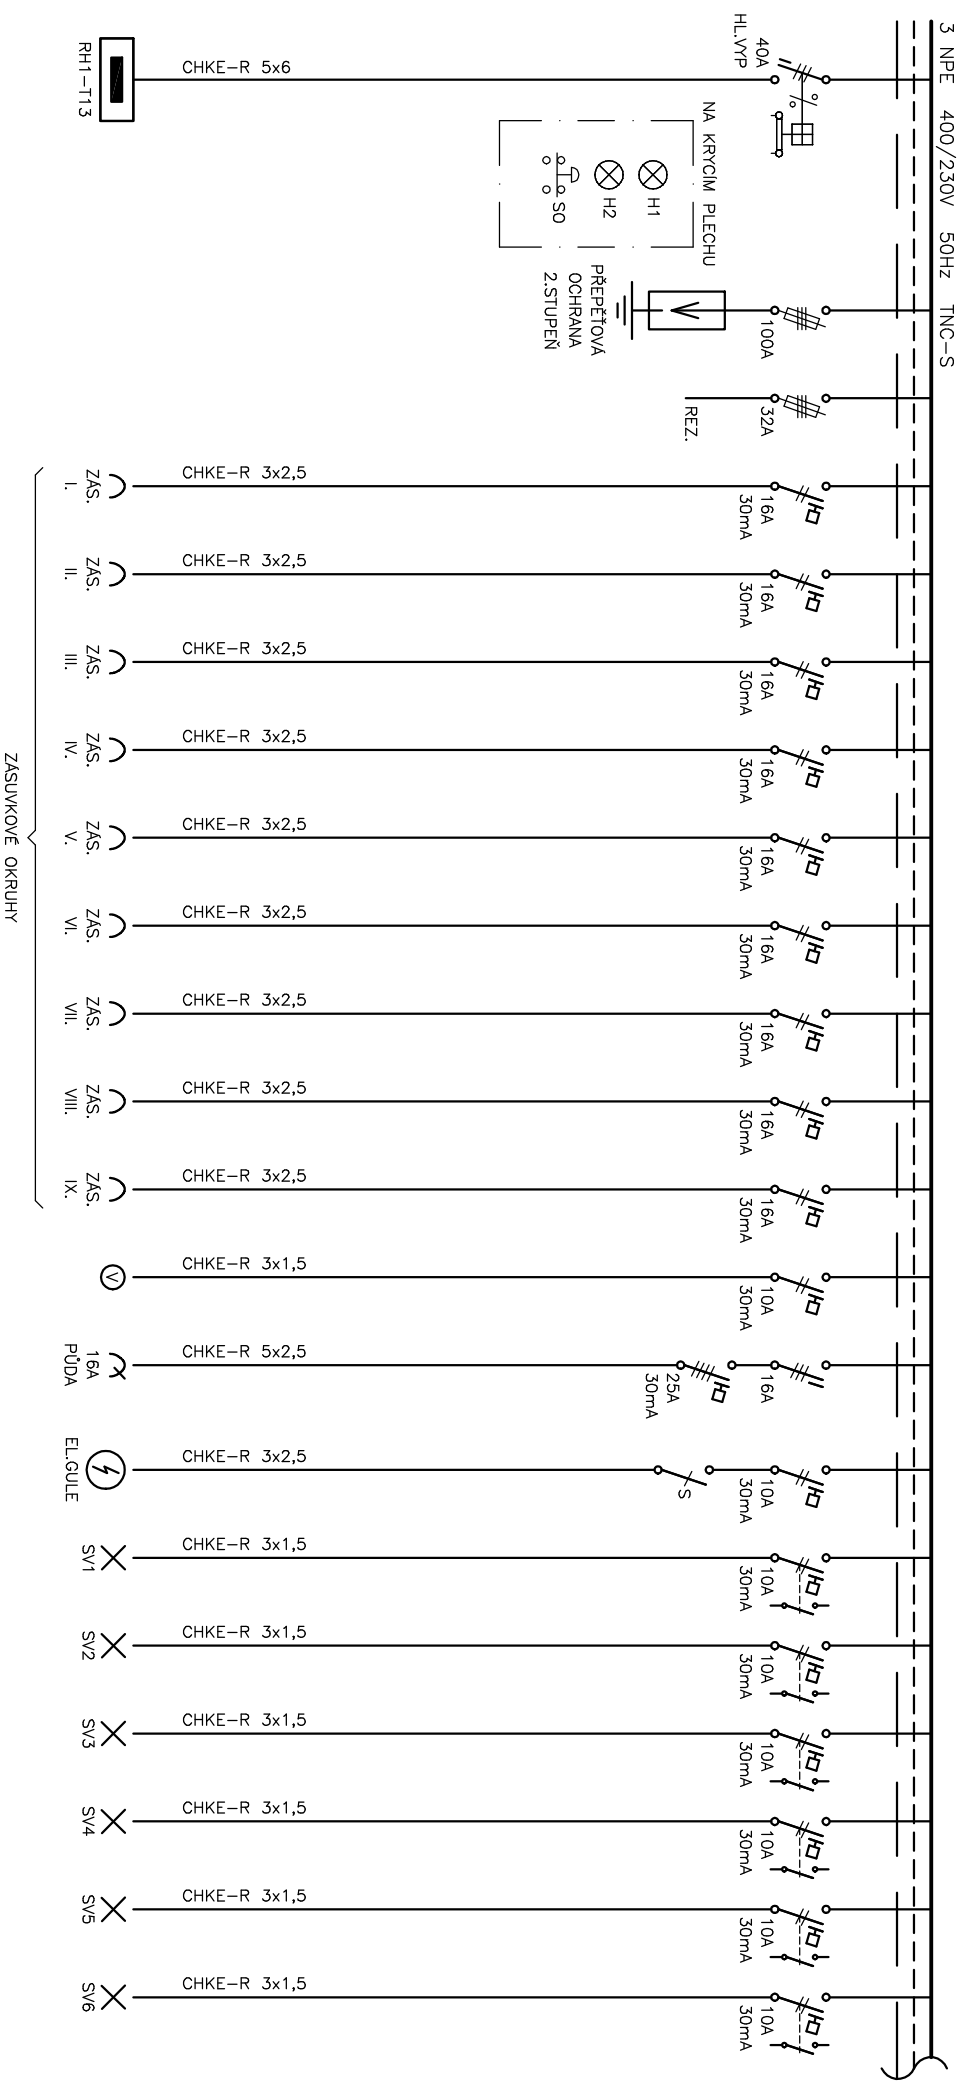 3 NPE 400/230V 50Hz TNC-S
40A
HL.VYP
CHKE-R 5x6
RH1-T13
NA KRYCÍM PLECHU
H1
H2
SO
100A
PŘEPĚŤOVÁ
OCHRANA
2.STUPEŇ
32A
REZ.
16A
30mA
CHKE-R 3x2,5
ZÁS.
I.
16A
30mA
CHKE-R 3x2,5
ZÁS.
II.
16A
30mA
CHKE-R 3x2,5
ZÁS.
III.
16A
30mA
CHKE-R 3x2,5
ZÁS.
IV.
16A
30mA
CHKE-R 3x2,5
ZÁS.
V.
16A
30mA
CHKE-R 3x2,5
ZÁS.
VI.
16A
30mA
CHKE-R 3x2,5
ZÁS.
VII.
16A
30mA
CHKE-R 3x2,5
ZÁS.
VIII.
16A
30mA
CHKE-R 3x2,5
ZÁS.
IX.
ZÁSUVKOVÉ OKRUHY
10A
30mA
CHKE-R 3x1,5
V
16A
25A
30mA
CHKE-R 5x2,5
16A
PŮDA
10A
30mA
S
CHKE-R 3x2,5
EL.GULE
10A
30mA
CHKE-R 3x1,5
SV1
10A
30mA
CHKE-R 3x1,5
SV2
10A
30mA
CHKE-R 3x1,5
SV3
10A
30mA
CHKE-R 3x1,5
SV4
10A
30mA
CHKE-R 3x1,5
SV5
10A
30mA
CHKE-R 3x1,5
SV6